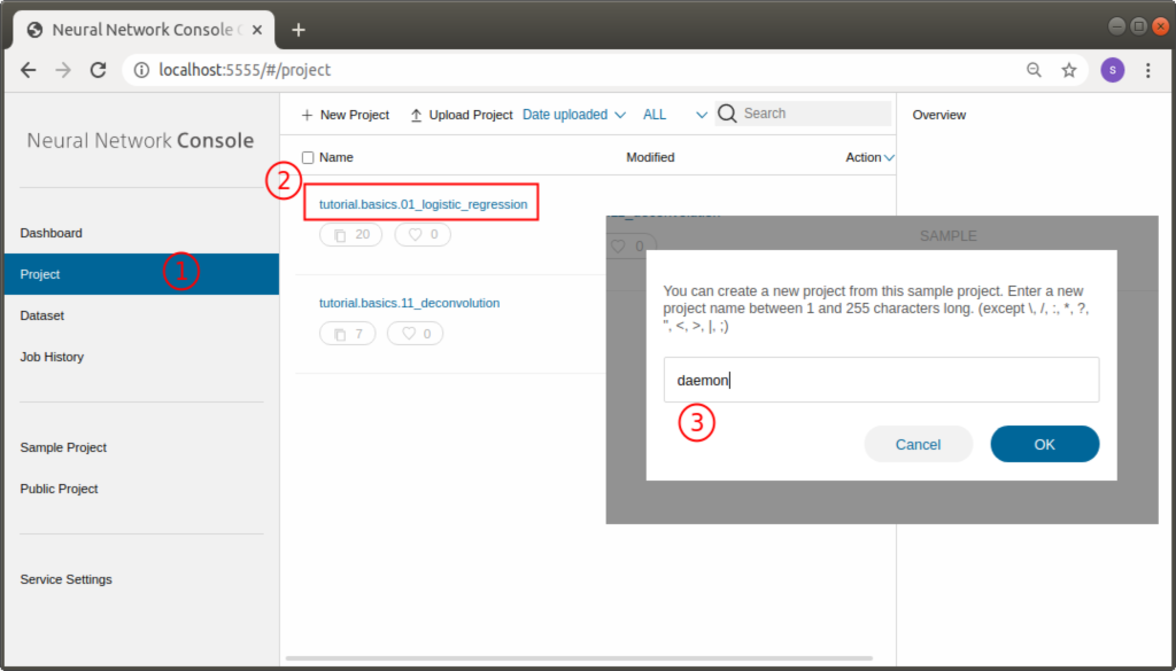 Neural Network Console
localhost:5555/#/project
s
Neural Network Console
Dashboard
Project
1
Dataset
Job History
Sample Project
Public Project
Service Settings
New Project Upload Project Date uploaded ALL Search
Name Modified Action
2
tutorial.basics.01_logistic_regression
20 0
tutorial.basics.11_deconvolution
7 0
Overview
0
SAMPLE
You can create a new project from this sample project. Enter a new
project name between 1 and 255 characters long. (except \, /, :, *, ?,
", <, >, |, ;)
daemon
3
Cancel OK